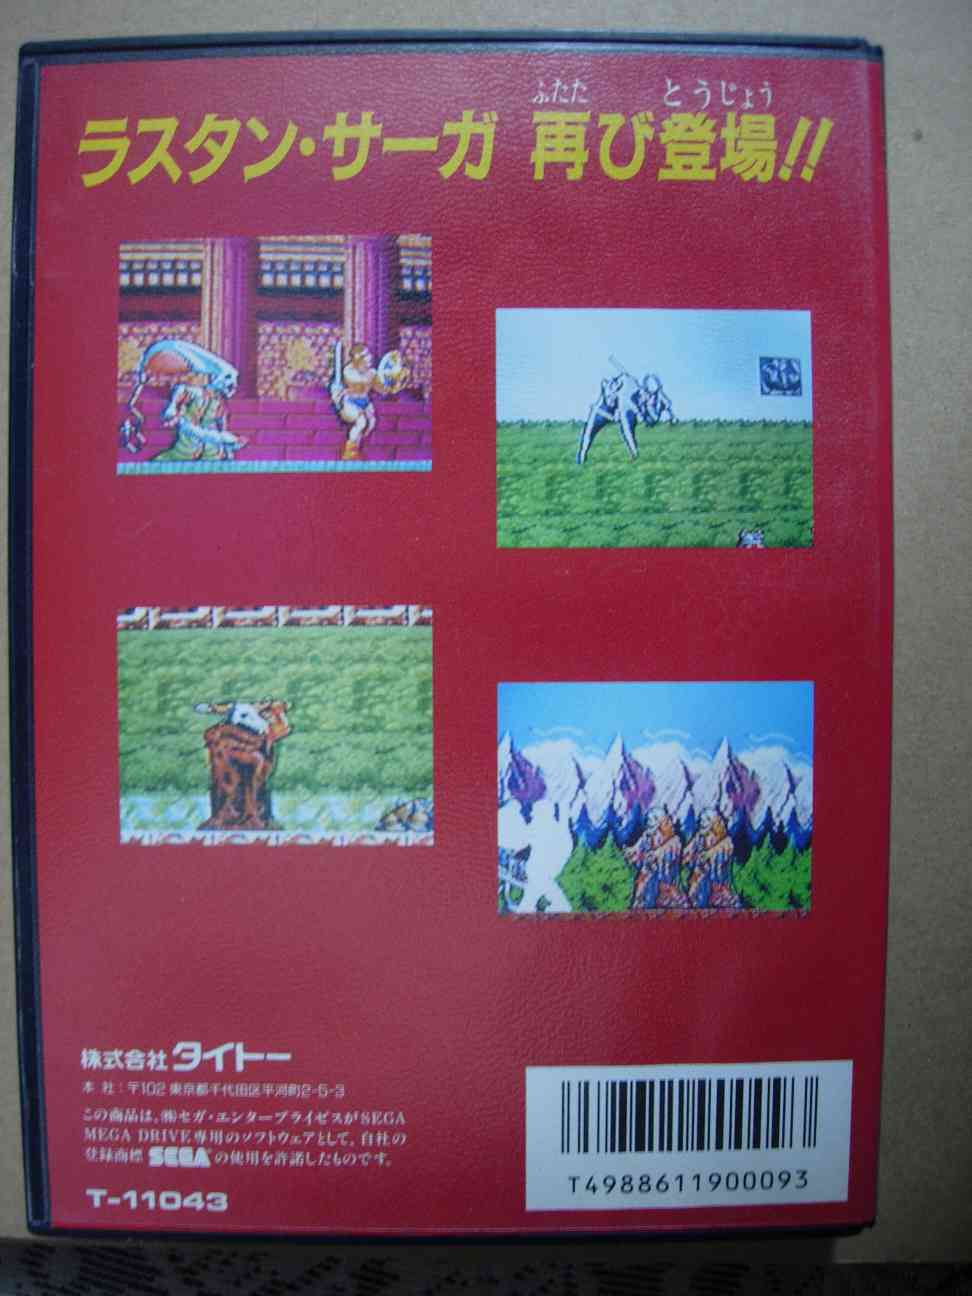 ふたた とうじょう
ラスタン・サーガ 再び登場!!
株式会社 タイトー
本社:〒102 東京都千代田区平河町2-5-3
この商品は、㈱セガ・エンタープライゼスがSEGA
MEGA DRIVE専用のソフトウェアとして、自社の
登録商標 SEGA の使用を許諾したものです。
T-11043
T4988611900093